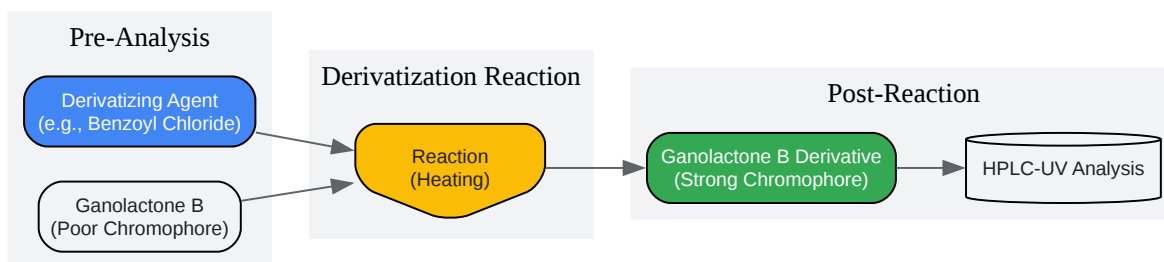 Pre-Analysis
Derivatizing Agent
(e.g., Benzoyl Chloride)
Ganolactone B
(Poor Chromophore)
Derivatization Reaction
Reaction
(Heating)
Post-Reaction
Ganolactone B Derivative
(Strong Chromophore)
HPLC-UV Analysis